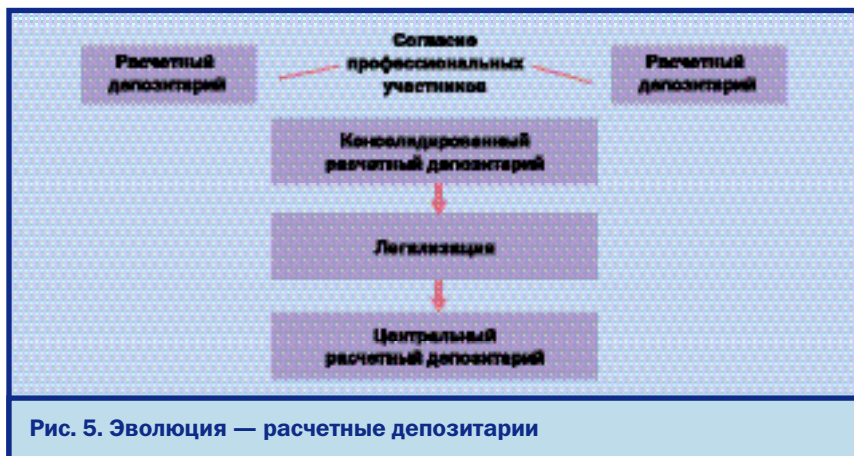 Расчетный
депозитарий
Согласие
профессиональных
участников
Расчетный
депозитарий
Консолидированный
расчетный депозитарий
Легализация
Центральный
расчетный депозитарий
Рис. 5. Эволюция — расчетные депозитарии